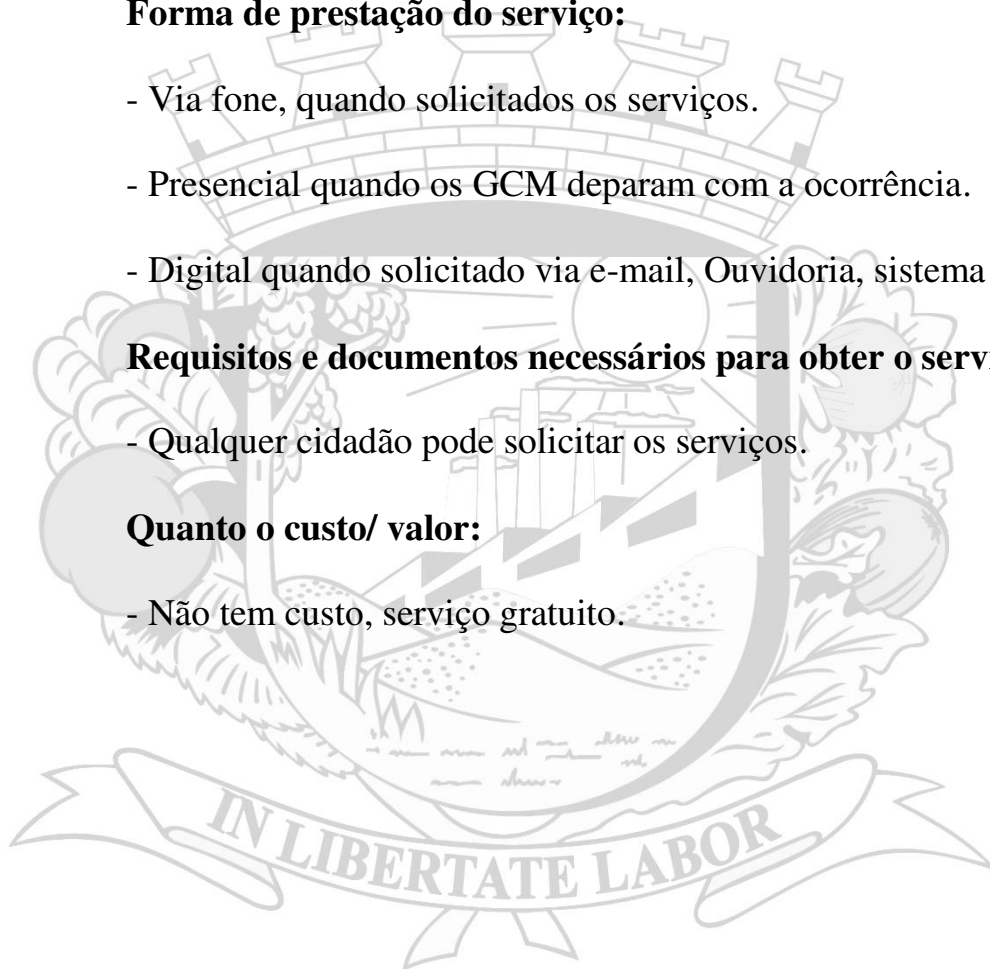 Forma de prestação do serviço:
- Via fone, quando solicitados os serviços.
- Presencial quando os GCM deparam com a ocorrência.
- Digital quando solicitado via e-mail, Ouvidoria, sistema
Requisitos e documentos necessários para obter o servi
- Qualquer cidadão pode solicitar os serviços.
Quanto o custo/ valor:
- Não tem custo, serviço gratuito.
IN LIBERTATE LABOR